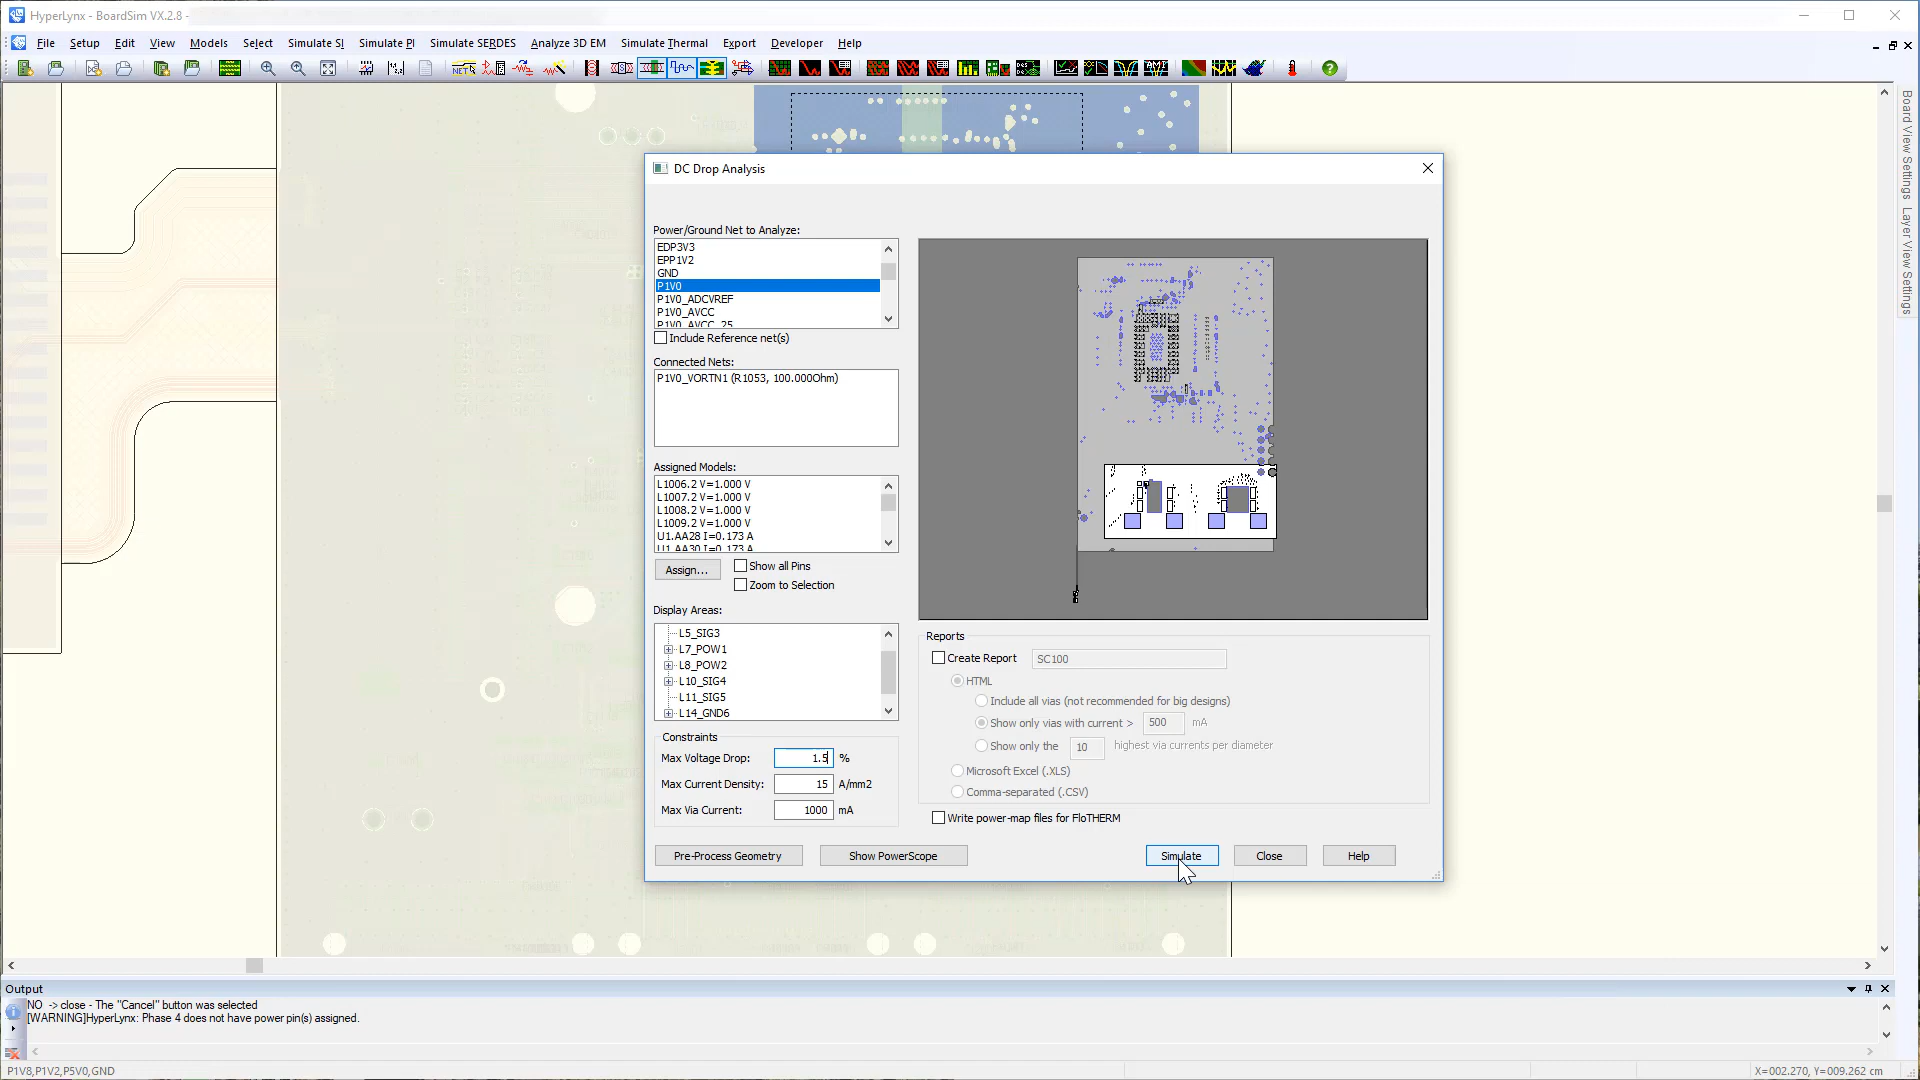 HyperLynx - BoardSim VX.2.8 -
File Setup Edit View Models Select Simulate SI Simulate PI Simulate SERDES Analyze 3D EM Simulate Thermal Export Developer Help
DC Drop Analysis
Power/Ground Net to Analyze:
EDP3V3
EPP1V2
GND
P1V0
P1V0_ADCVREF
P1V0_AVCC
P1V0_AVCC_25
Include Reference net(s)
Connected Nets:
P1V0_VORTN1 (R1053, 100.000Ohm)
Assigned Models:
L1006.2 V=1.000 V
L1007.2 V=1.000 V
L1008.2 V=1.000 V
L1009.2 V=1.000 V
U1.AA28 I=0.173 A
U1.AA30 I=0.173 A
Assign...
Show all Pins
Zoom to Selection
Display Areas:
L5_SIG3
L7_POW1
L8_POW2
L10_SIG4
L11_SIG5
L14_GND6
Constraints
Max Voltage Drop: 1.5 %
Max Current Density: 15 A/mm2
Max Via Current: 1000 mA
Reports
Create Report SC100
HTML
Include all vias (not recommended for big designs)
Show only vias with current > 500 mA
Show only the 10 highest via currents per diameter
Microsoft Excel (.XLS)
Comma-separated (.CSV)
Write power-map files for FloTHERM
Pre-Process Geometry Show PowerScope Simulate Close Help
Board View Settings
Layer View Settings
Output
NO -> close - The "Cancel" button was selected
[WARNING]HyperLynx: Phase 4 does not have power pin(s) assigned.
P1V8,P1V2,P5V0,GND
X=002.270, Y=009.262 cm